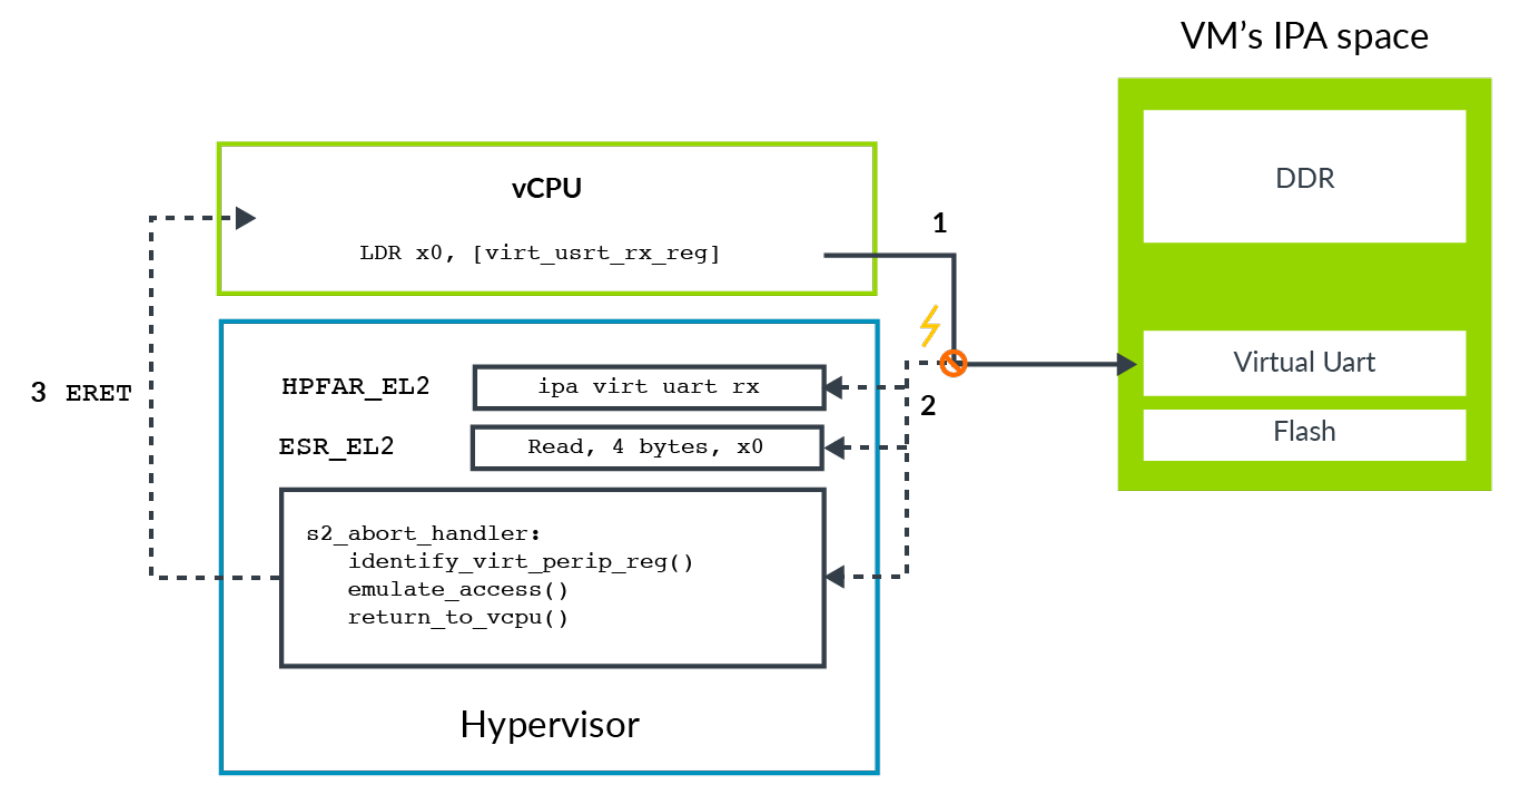 VM’s IPA space
DDR
vCPU
1
LDR x0, [virt_usrt_rx_reg]
Virtual Uart
HPFAR_EL2
ipa virt uart rx
3 ERET
2
Flash
ESR_EL2
Read, 4 bytes, x0
s2_abort_handler:
identify_virt_perip_reg()
emulate_access()
return_to_vcpu()
Hypervisor